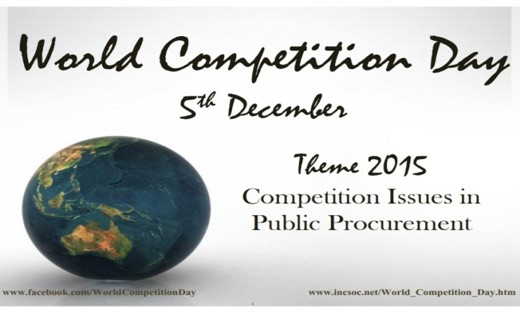 World Competition Day
5th December
Theme 2015
Competition Issues in
Public Procurement
www.facebook.com/WorldCompetitionDay
www.incsoc.net/World_Competition_Day.htm